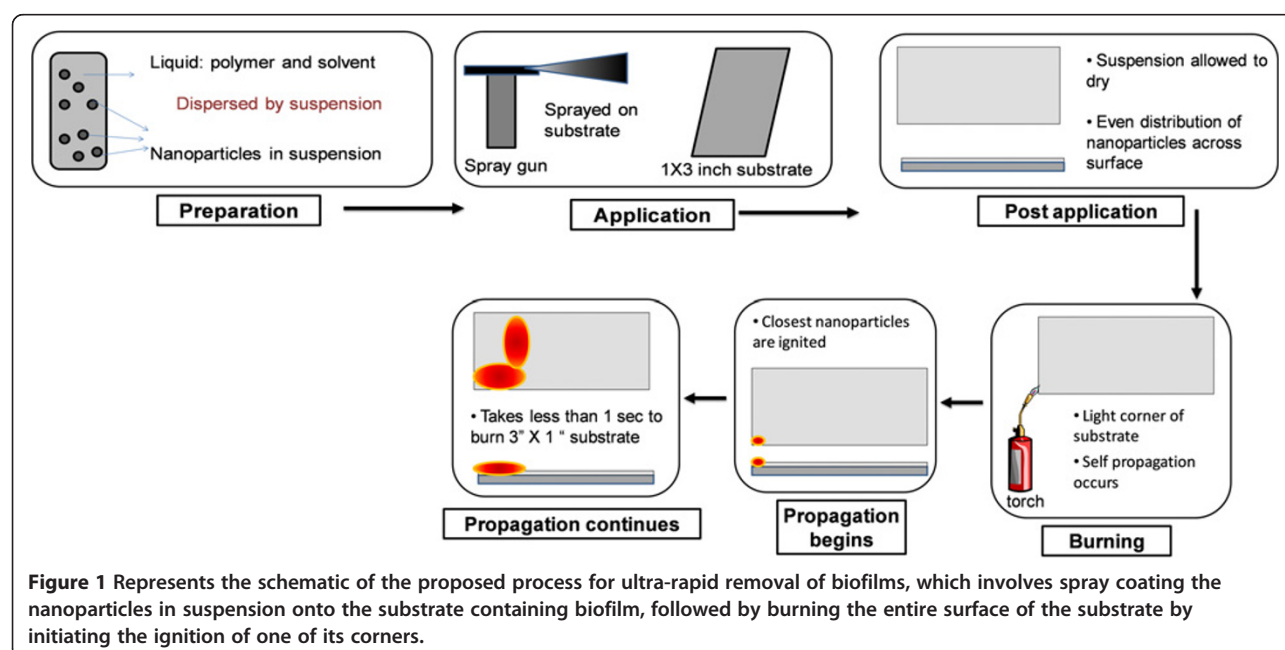 Liquid: polymer and solvent
Dispersed by suspension
Nanoparticles in suspension
Preparation
Sprayed on
substrate
Spray gun
1X3 inch substrate
Application
• Suspension allowed to
dry
• Even distribution of
nanoparticles across
surface
Post application
• Light corner of
substrate
• Self propagation
occurs
torch
Burning
• Closest nanoparticles
are ignited
Propagation
begins
• Takes less than 1 sec to
burn 3” X 1 “ substrate
Propagation continues
Figure 1 Represents the schematic of the proposed process for ultra-rapid removal of biofilms, which involves spray coating the
nanoparticles in suspension onto the substrate containing biofilm, followed by burning the entire surface of the substrate by
initiating the ignition of one of its corners.